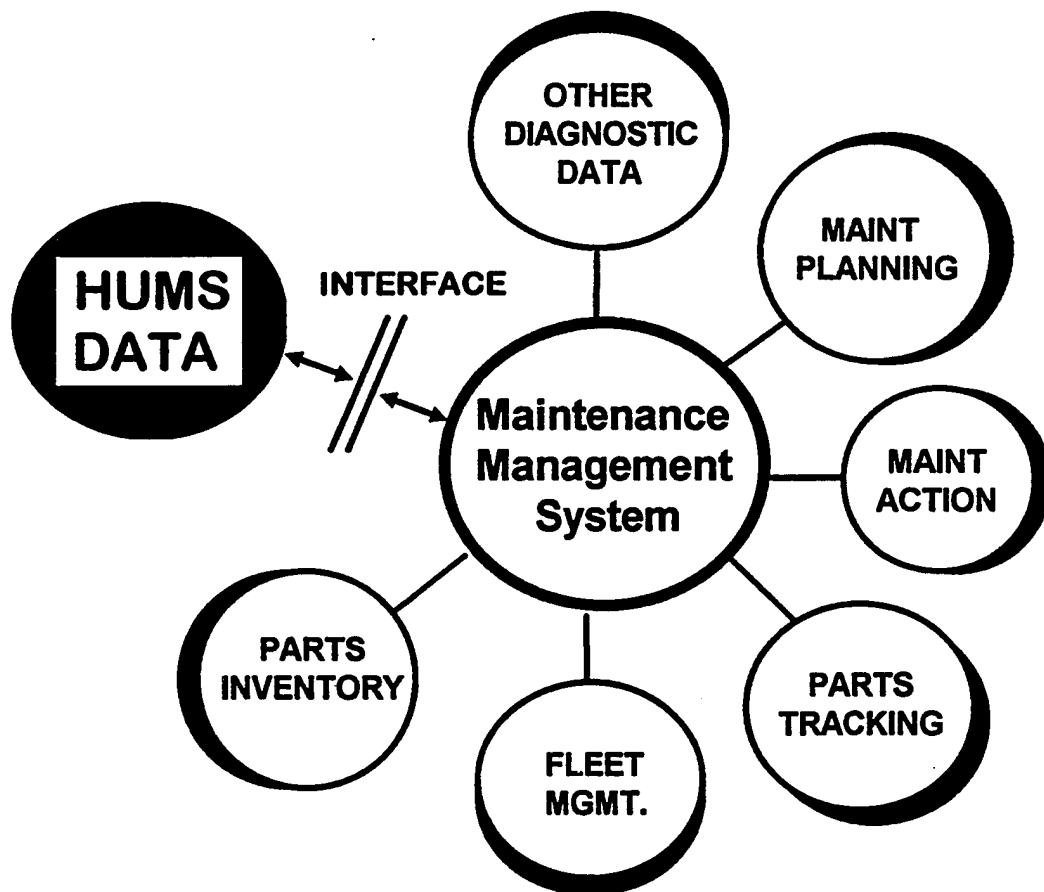 OTHER
DIAGNOSTIC
DATA
MAINT
PLANNING
HUMS
DATA
INTERFACE
Maintenance
Management
System
MAINT
ACTION
PARTS
INVENTORY
PARTS
TRACKING
FLEET
MGMT.